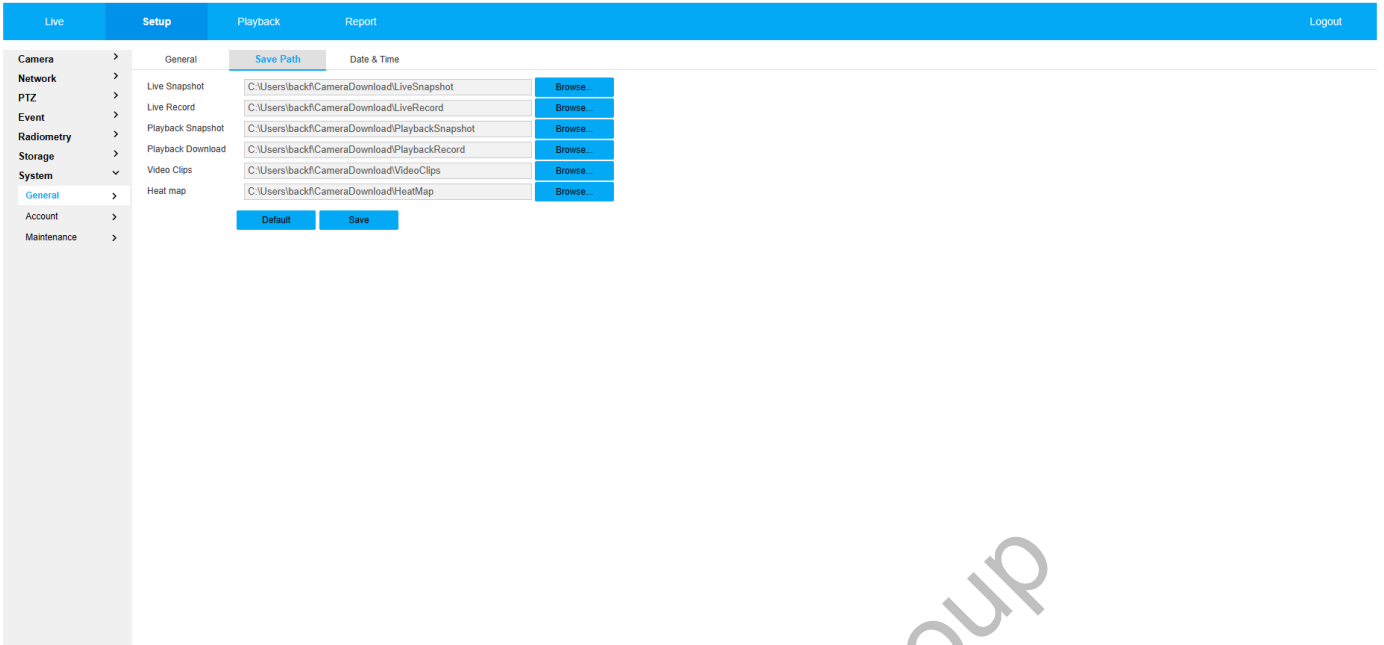 Live Setup Playback Report Logout
Camera
Network
PTZ
Event
Radiometry
Storage
System
General
Account
Maintenance
General Save Path Date & Time
Live Snapshot C:\Users\backf\CameraDownload\LiveSnapshot Browse...
Live Record C:\Users\backf\CameraDownload\LiveRecord Browse...
Playback Snapshot C:\Users\backf\CameraDownload\PlaybackSnapshot Browse...
Playback Download C:\Users\backf\CameraDownload\PlaybackRecord Browse...
Video Clips C:\Users\backf\CameraDownload\VideoClips Browse...
Heat map C:\Users\backf\CameraDownload\HeatMap Browse...
Default Save